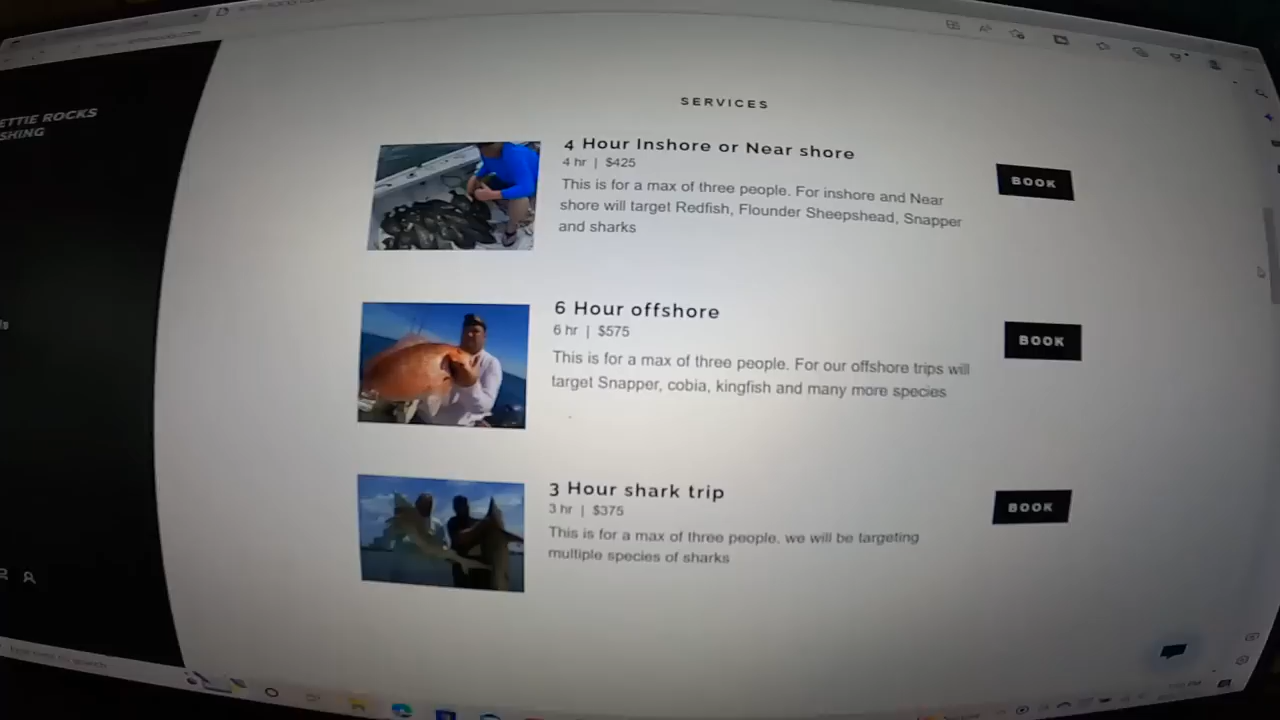 ETTIE ROCKS
SHING
SERVICES
4 Hour Inshore or Near shore
4 hr | $425
This is for a max of three people. For inshore and Near
shore will target Redfish, Flounder Sheepshead, Snapper
and sharks
BOOK
6 Hour offshore
6 hr | $575
This is for a max of three people. For our offshore trips will
target Snapper, cobia, kingfish and many more species
BOOK
3 Hour shark trip
3 hr | $375
This is for a max of three people. we will be targeting
multiple species of sharks
BOOK